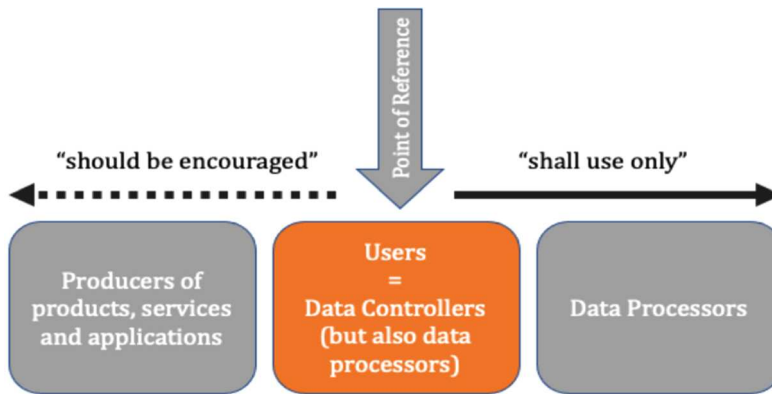 Point of Reference
“should be encouraged”
“shall use only”
Producers of
products, services
and applications
Users
=
Data Controllers
(but also data
processors)
Data Processors